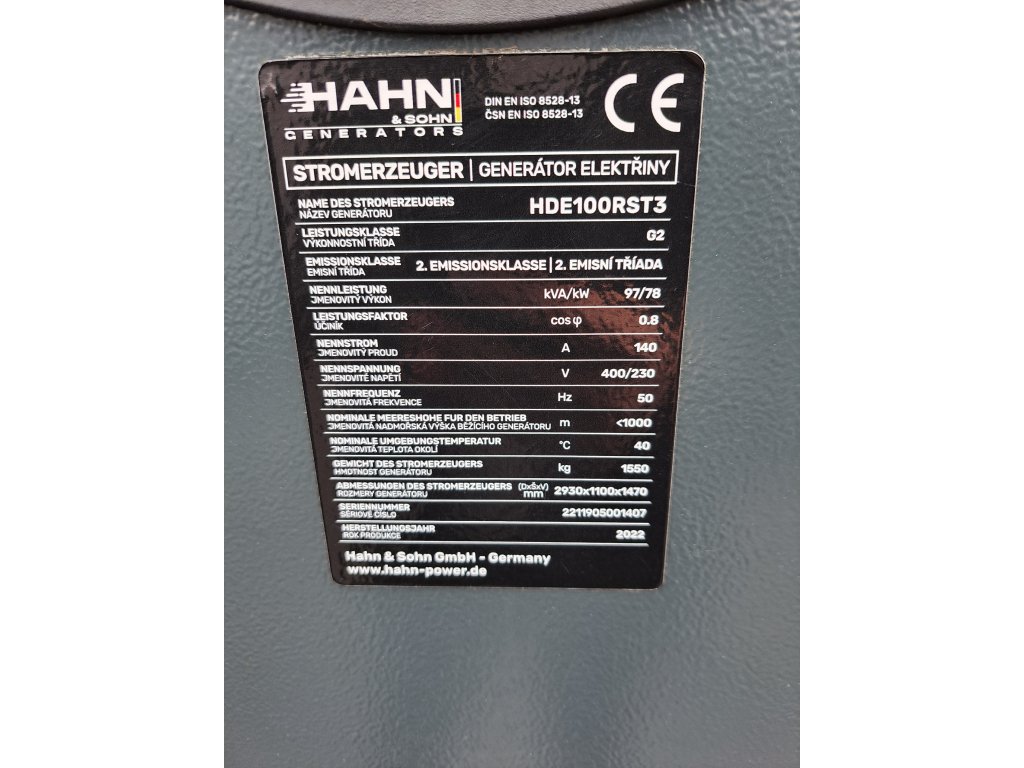 HAHN
& SOHN
GENERATORS
DIN EN ISO 8528-13
ČSN EN ISO 8528-13
CE
STROMERZEUGER | GENERÁTOR ELEKTŘINY
NAME DES STROMERZEUGERS
NÁZEV GENERÁTORU
HDE100RST3
LEISTUNGSKLASSE
VÝKONNOSTNÍ TŘÍDA
G2
EMISSIONSKLASSE
EMISNÍ TŘÍDA
2. EMISSIONSKLASSE | 2. EMISNÍ TŘÍADA
NENNLEISTUNG
JMENOVITÝ VÝKON
kVA/kW 97/78
LEISTUNGSFAKTOR
ÚČINÍK
cos φ 0.8
NENNSTROM
JMENOVITÝ PROUD
A 140
NENNSPANNUNG
JMENOVITÉ NAPĚTÍ
V 400/230
NENNFREQUENZ
JMENOVITÁ FREKVENCE
Hz 50
NOMINALE MEERESHOHE FUR DEN BETRIEB
JMENOVITÁ NADMOŘSKÁ VÝŠKA BĚŽÍCÍHO GENERÁTORU
m <1000
NOMINALE UMGEBUNGSTEMPERATUR
JMENOVITÁ TEPLOTA OKOLÍ
°C 40
GEWICHT DES STROMERZEUGERS
HMOTNOST GENERÁTORU
kg 1550
ABMESSUNGEN DES STROMERZEUGERS
ROZMERY GENERÁTORU
(DxŠxV)
mm 2930x1100x1470
SERIENNUMMER
SÉRIOVÉ ČÍSLO
2211905001407
HERSTELLUNGSJAHR
ROK PRODUKCE
2022
Hahn & Sohn GmbH - Germany
www.hahn-power.de